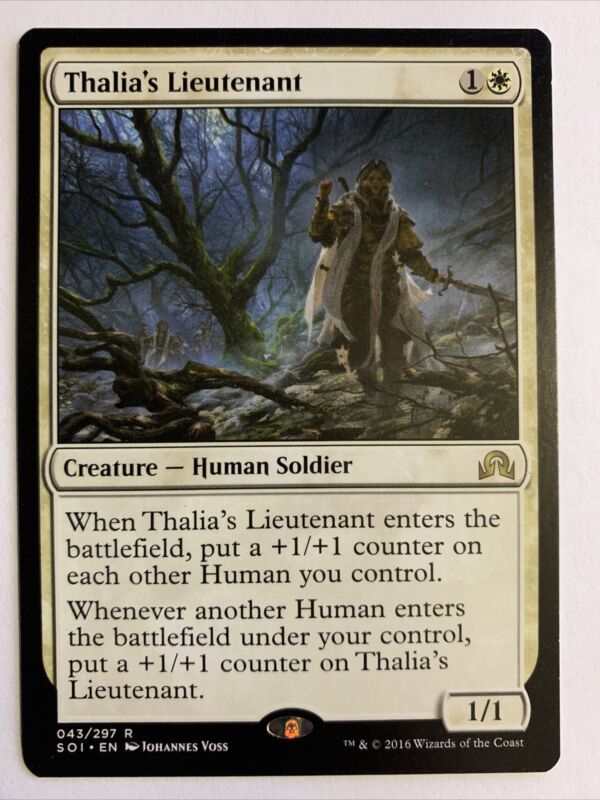 Thalia's Lieutenant 1
Creature — Human Soldier
When Thalia's Lieutenant enters the
battlefield, put a +1/+1 counter on
each other Human you control.
Whenever another Human enters
the battlefield under your control,
put a +1/+1 counter on Thalia's
Lieutenant.
1/1
043/297 R
SOI • EN Johannes Voss
™ & © 2016 Wizards of the Coast